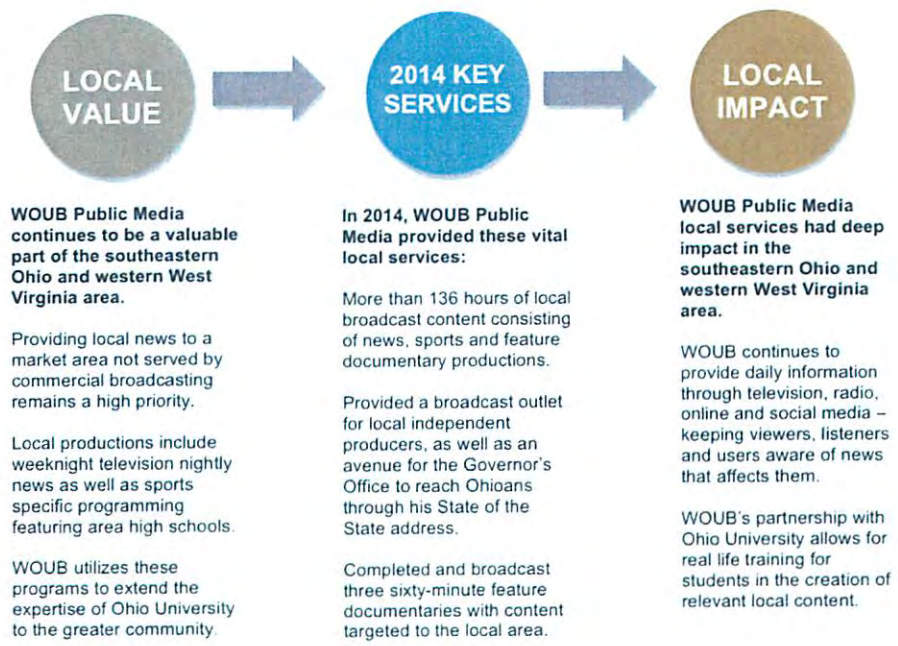 LOCAL
VALUE
2014 KEY
SERVICES
LOCAL
IMPACT
WOUB Public Media
continues to be a valuable
part of the southeastern
Ohio and western West
Virginia area.
Providing local news to a
market area not served by
commercial broadcasting
remains a high priority.
Local productions include
weeknight television nightly
news as well as sports
specific programming
featuring area high schools.
WOUB utilizes these
programs to extend the
expertise of Ohio University
to the greater community.
In 2014, WOUB Public
Media provided these vital
local services:
More than 136 hours of local
broadcast content consisting
of news, sports and feature
documentary productions.
Provided a broadcast outlet
for local independent
producers, as well as an
avenue for the Governor's
Office to reach Ohioans
through his State of the
State address.
Completed and broadcast
three sixty-minute feature
documentaries with content
targeted to the local area.
WOUB Public Media
local services had deep
impact in the
southeastern Ohio and
western West Virginia
area.
WOUB continues to
provide daily information
through television, radio,
online and social media –
keeping viewers, listeners
and users aware of news
that affects them.
WOUB's partnership with
Ohio University allows for
real life training for
students in the creation of
relevant local content.